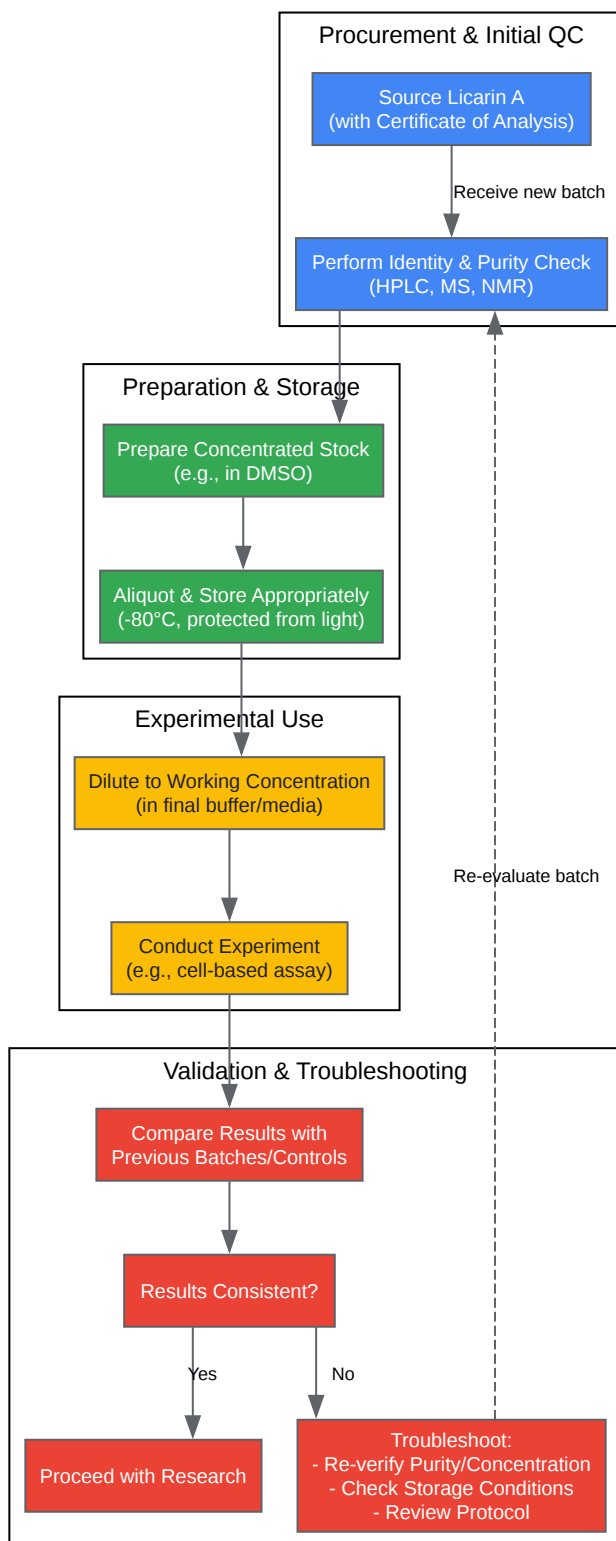 Procurement & Initial QC
Source Licarin A
(with Certificate of Analysis)
Receive new batch
Perform Identity & Purity Check
(HPLC, MS, NMR)
Preparation & Storage
Prepare Concentrated Stock
(e.g., in DMSO)
Aliquot & Store Appropriately
(-80°C, protected from light)
Experimental Use
Dilute to Working Concentration
(in final buffer/media)
Re-evaluate batch
Conduct Experiment
(e.g., cell-based assay)
Validation & Troubleshooting
Compare Results with
Previous Batches/Controls
Results Consistent?
Yes
No
Proceed with Research
Troubleshoot:
- Re-verify Purity/Concentration
- Check Storage Conditions
- Review Protocol